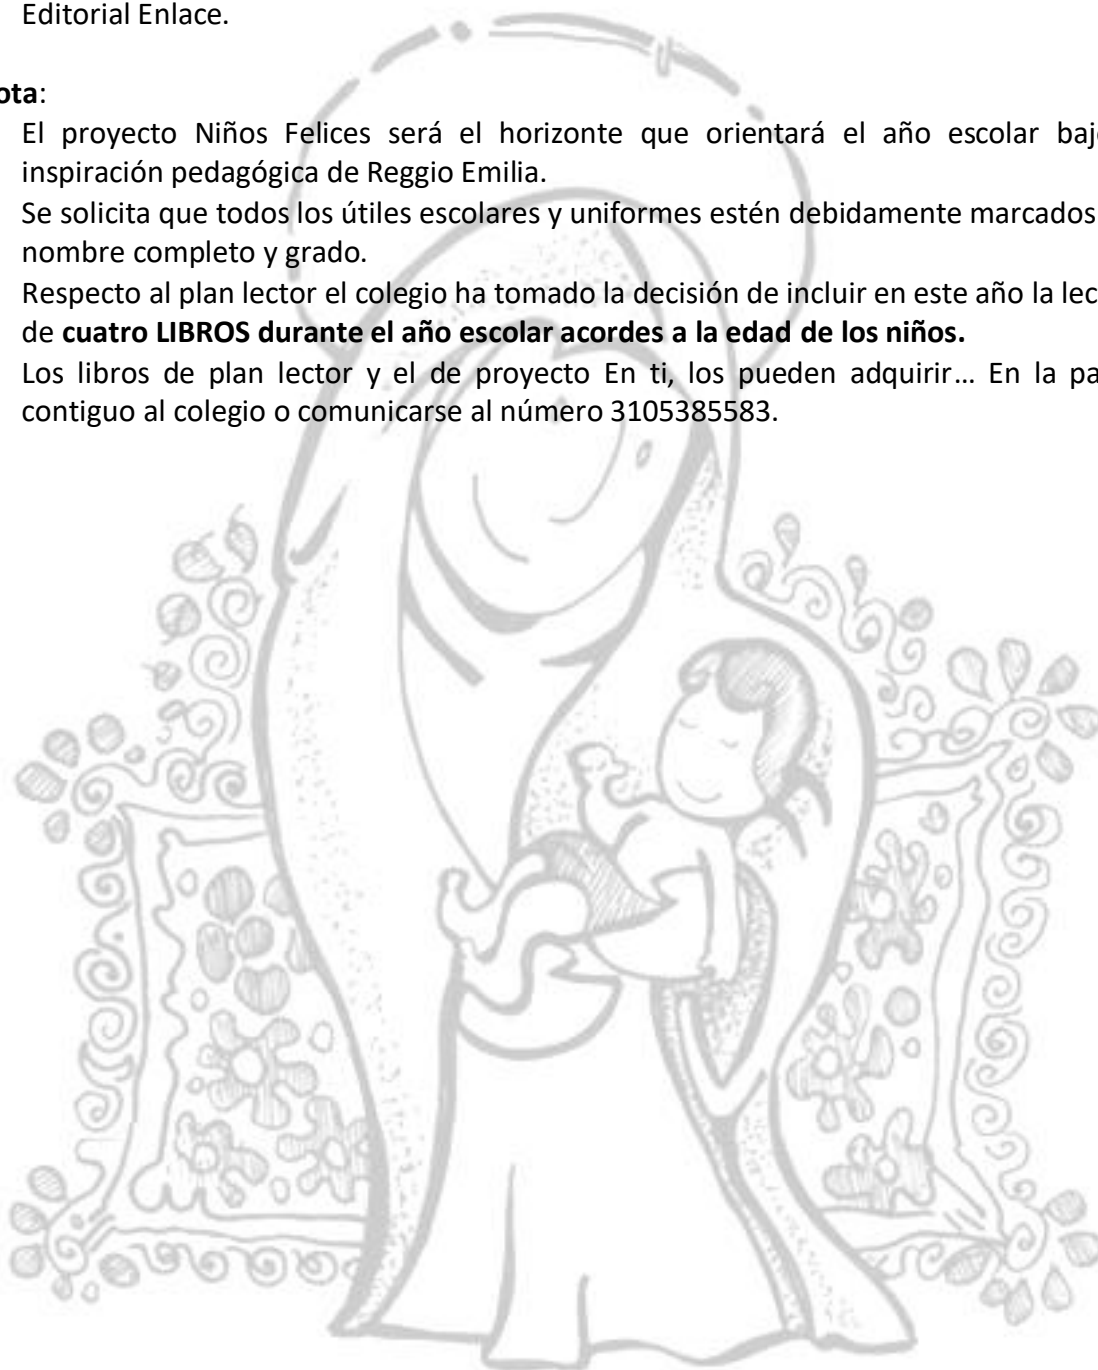 Editorial Enlace.
ota:
El proyecto Niños Felices será el horizonte que orientará el año escolar baj
inspiración pedagógica de Reggio Emilia.
Se solicita que todos los útiles escolares y uniformes estén debidamente marcados
nombre completo y grado.
Respecto al plan lector el colegio ha tomado la decisión de incluir en este año la lec
de cuatro LIBROS durante el año escolar acordes a la edad de los niños.
Los libros de plan lector y el de proyecto En ti, los pueden adquirir... En la pa
contiguo al colegio o comunicarse al número 3105385583.